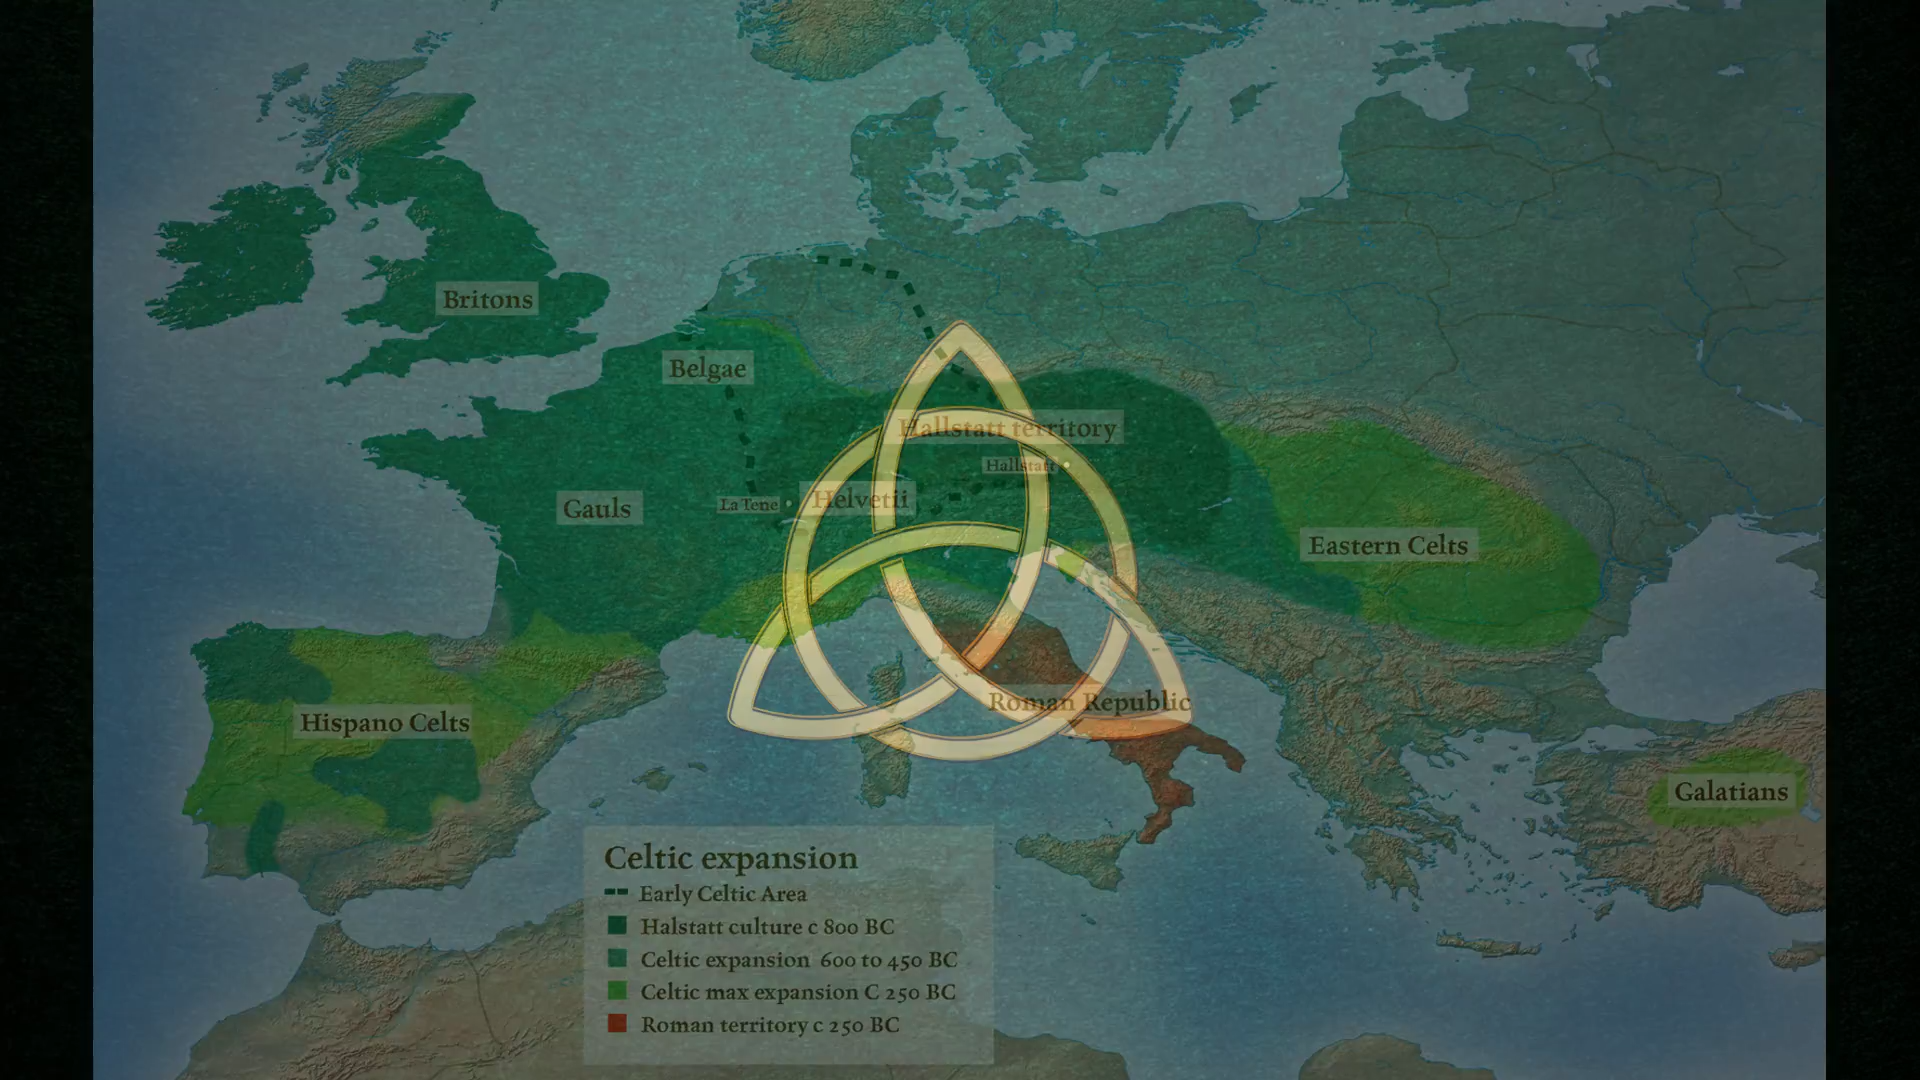 Britons
Belgae
Hallstatt territory
Hallstatt
Helvetii
La Tene
Gauls
Eastern Celts
Roman Republic
Hispano Celts
Galatians
Celtic expansion
Early Celtic Area
Halstatt culture c 800 BC
Celtic expansion 600 to 450 BC
Celtic max expansion C 250 BC
Roman territory c 250 BC